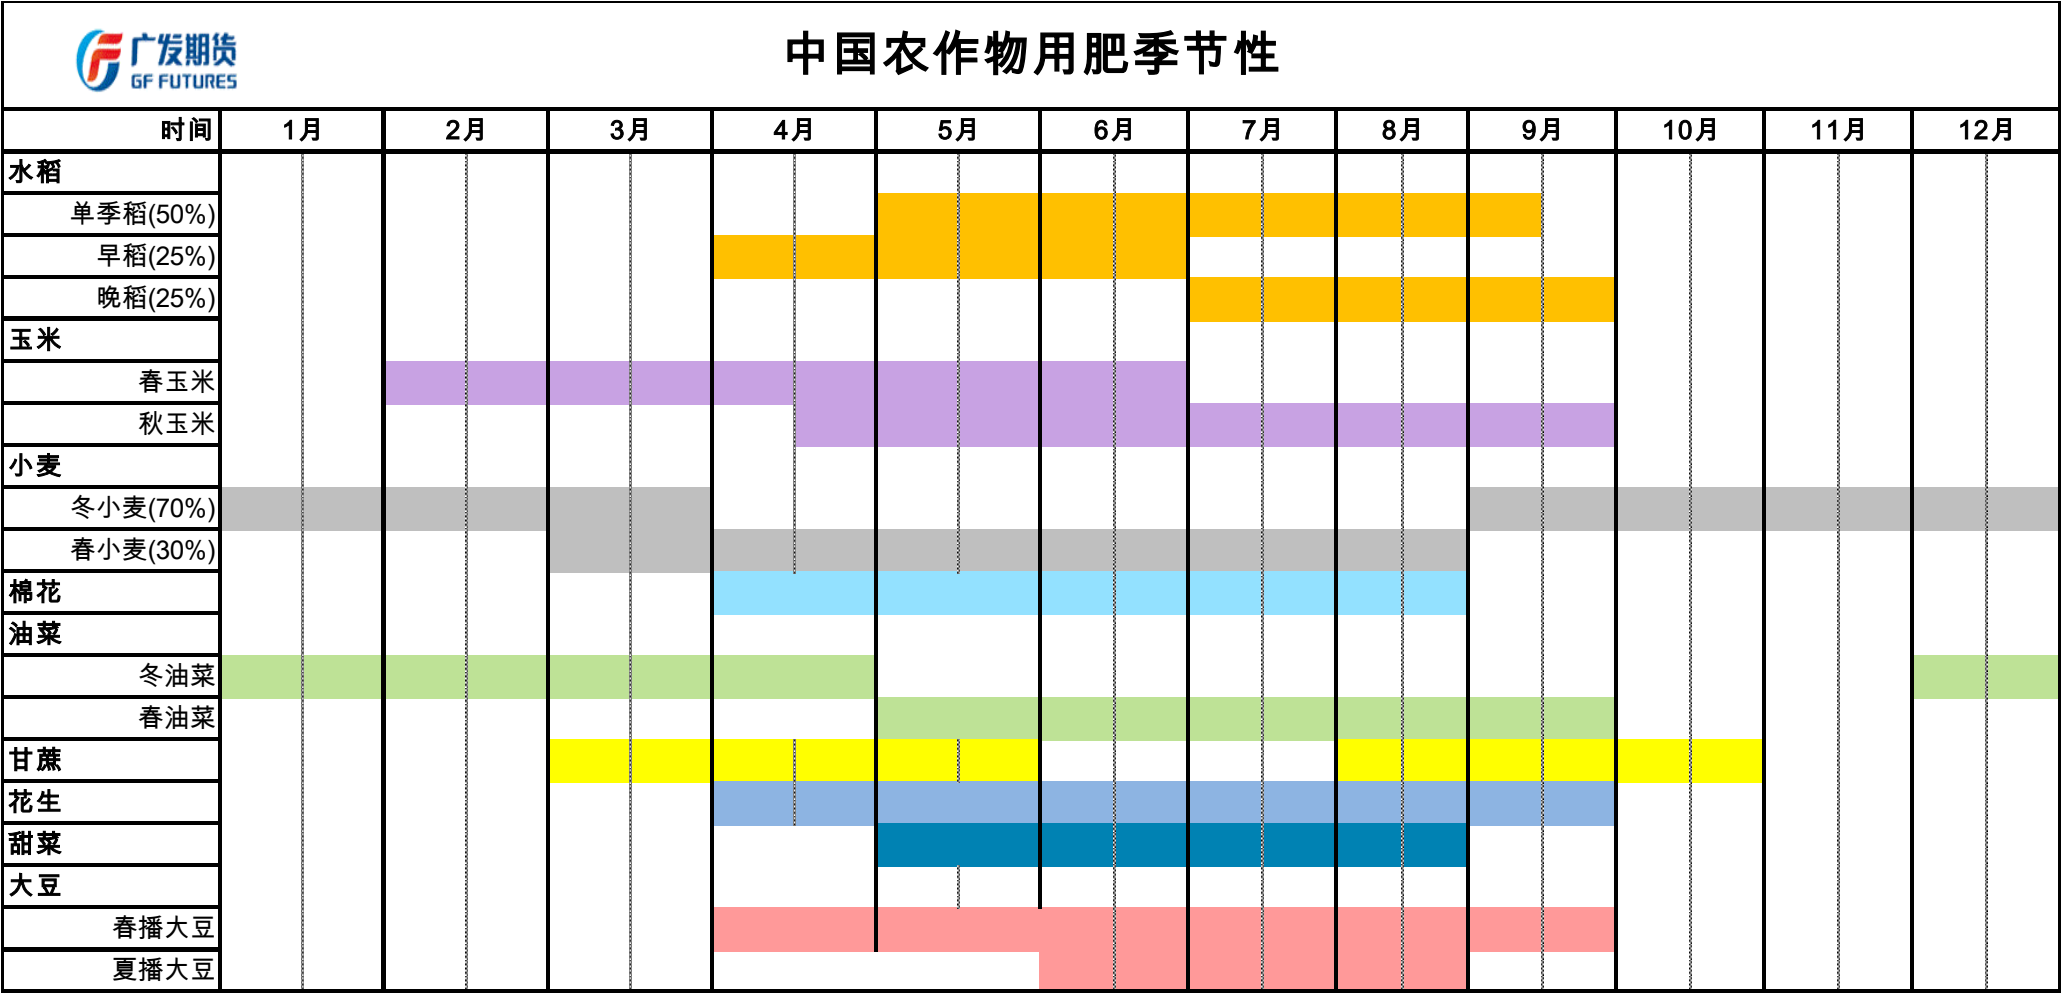 广发期货
GF FUTURES
中国农作物用肥季节性
时间 1月 2月 3月 4月 5月 6月 7月 8月 9月 10月 11月 12月
水稻
单季稻(50%)
早稻(25%)
晚稻(25%)
玉米
春玉米
秋玉米
小麦
冬小麦(70%)
春小麦(30%)
棉花
油菜
冬油菜
春油菜
甘蔗
花生
甜菜
大豆
春播大豆
夏播大豆